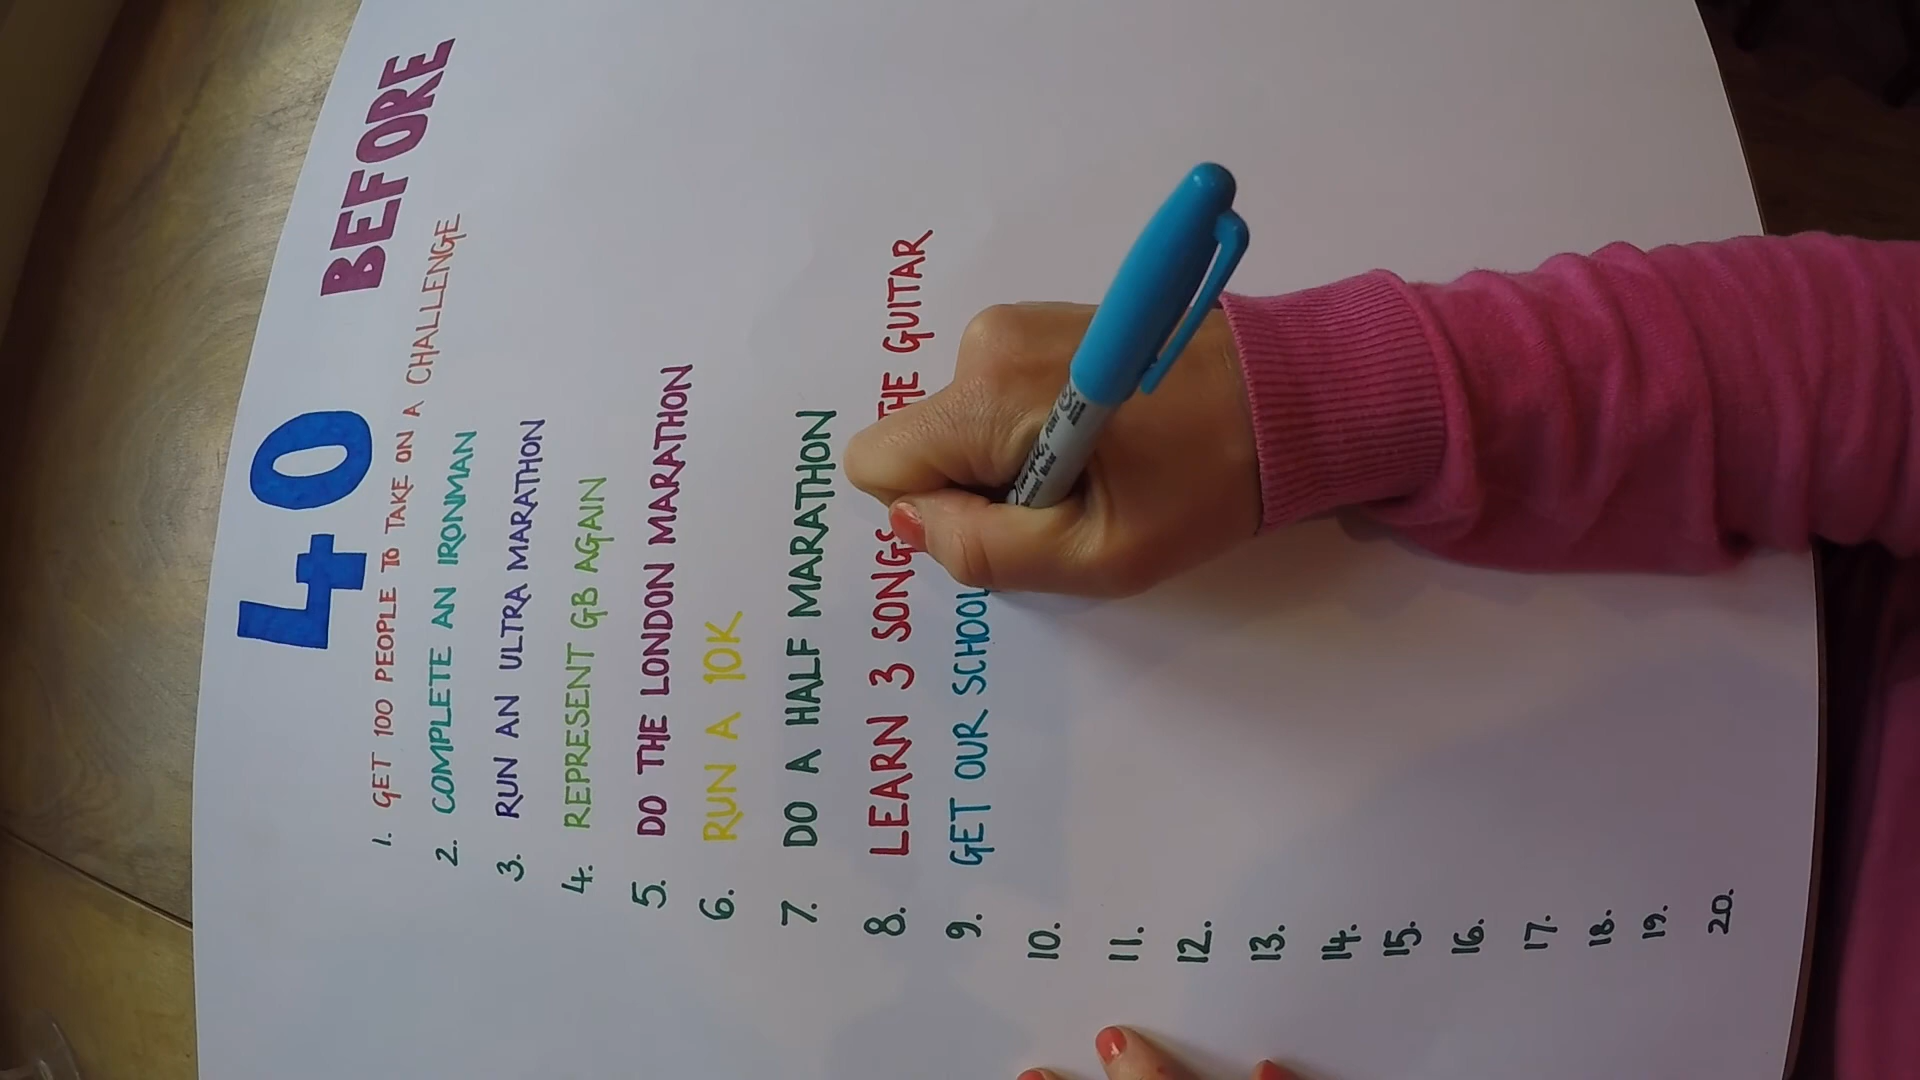 40 BEFORE
1. GET 100 PEOPLE TO TAKE ON A CHALLENGE
2. COMPLETE AN IRONMAN
3. RUN AN ULTRA MARATHON
4. REPRESENT GB AGAIN
5. DO THE LONDON MARATHON
6. RUN A 10K
7. DO A HALF MARATHON
8. LEARN 3 SONGS THE GUITAR
9. GET OUR SCHOOL
10.
11.
12.
13.
14.
15.
16.
17.
18.
19.
20.